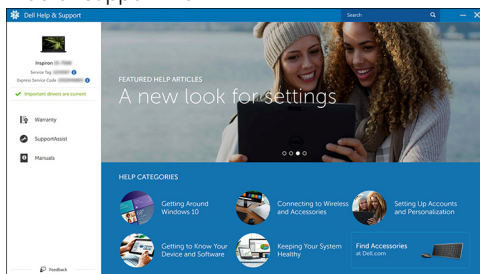 Dell Help & Support
Search
Inspiron
Service Tag
Express Service Code
Important drivers are current
Warranty
SupportAssist
Manuals
Feedback
FEATURED HELP ARTICLES
A new look for settings
HELP CATEGORIES
Getting Around
Windows 10
Connecting to Wireless
and Accessories
Setting Up Accounts
and Personalization
Getting to Know Your
Device and Software
Keeping Your System
Healthy
Find Accessories
at Dell.com